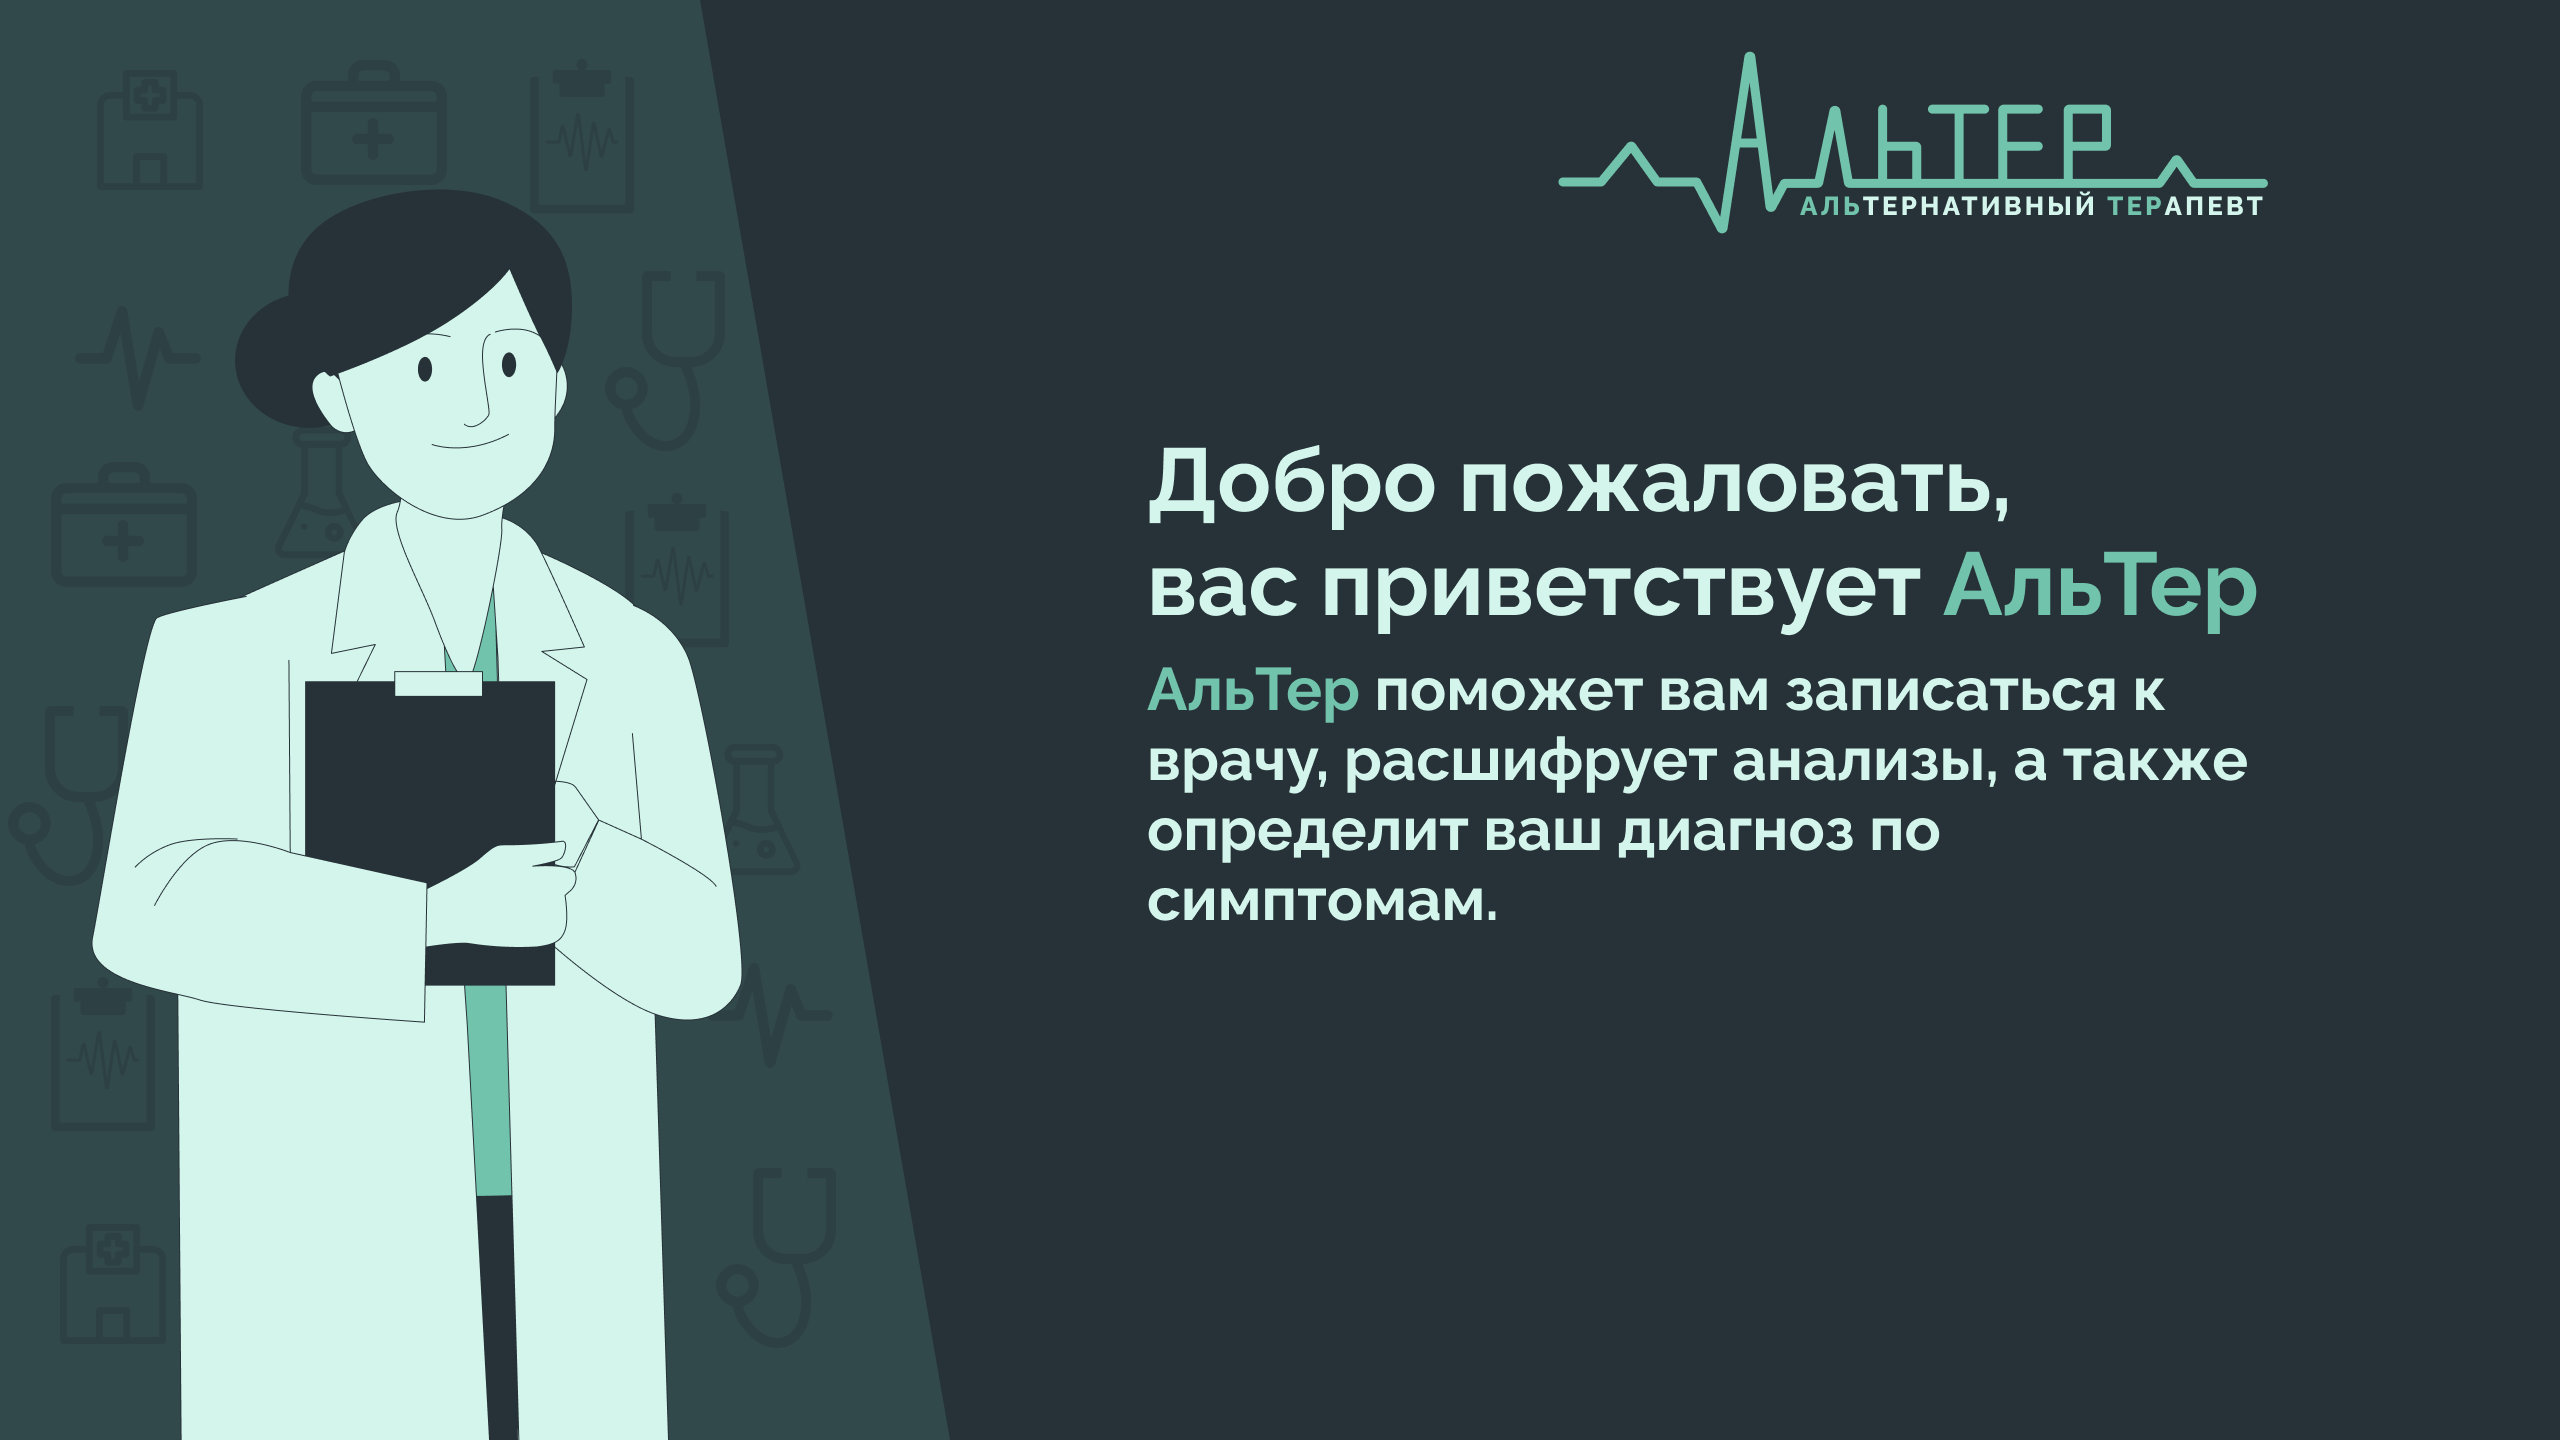 АльТЕР
АЛЬТЕРНАТИВНЫЙ ТЕРАПЕВТ
Добро пожаловать,
вас приветствует АльТер
АльТер поможет вам записаться к
врачу, расшифрует анализы, а также
определит ваш диагноз по
симптомам.